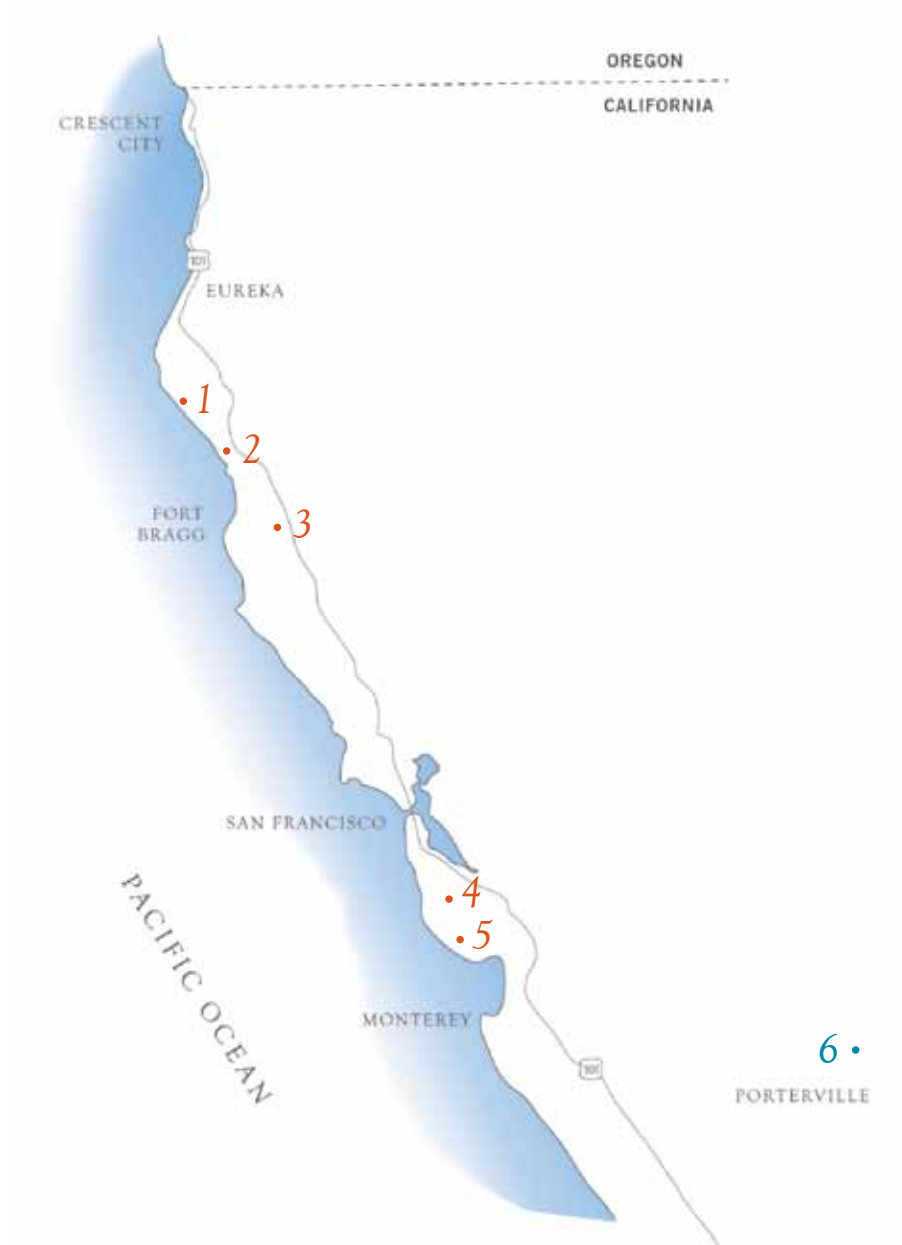 OREGON
CALIFORNIA
CRESCENT
CITY
101
EUREKA
1
2
FORT
BRAGG
3
SAN FRANCISCO
PACIFIC OCEAN
4
5
MONTEREY
6
101
PORTERVILLE